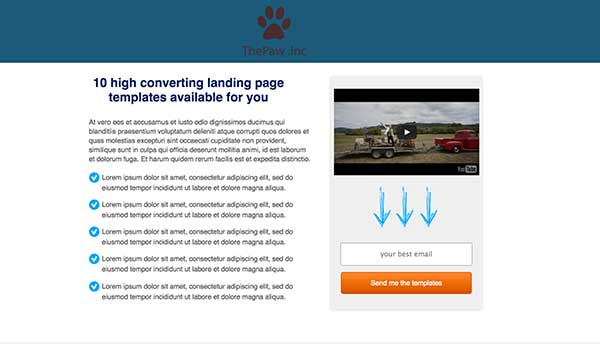 ThePaw .Inc
10 high converting landing page
templates available for you
At vero eos et accusamus et iusto odio dignissimos ducimus qui
blanditiis praesentium voluptatum deleniti atque corrupti quos dolores et
quas molestias excepturi sint occaecati cupiditate non provident,
similique sunt in culpa qui officia deserunt mollitia animi, id est laborum
et dolorum fuga. Et harum quidem rerum facilis est et expedita distinctio.
Lorem ipsum dolor sit amet, consectetur adipiscing elit, sed do
eiusmod tempor incididunt ut labore et dolore magna aliqua.
Lorem ipsum dolor sit amet, consectetur adipiscing elit, sed do
eiusmod tempor incididunt ut labore et dolore magna aliqua.
Lorem ipsum dolor sit amet, consectetur adipiscing elit, sed do
eiusmod tempor incididunt ut labore et dolore magna aliqua.
Lorem ipsum dolor sit amet, consectetur adipiscing elit, sed do
eiusmod tempor incididunt ut labore et dolore magna aliqua.
Lorem ipsum dolor sit amet, consectetur adipiscing elit, sed do
eiusmod tempor incididunt ut labore et dolore magna aliqua.
YouTube
your best email
Send me the templates